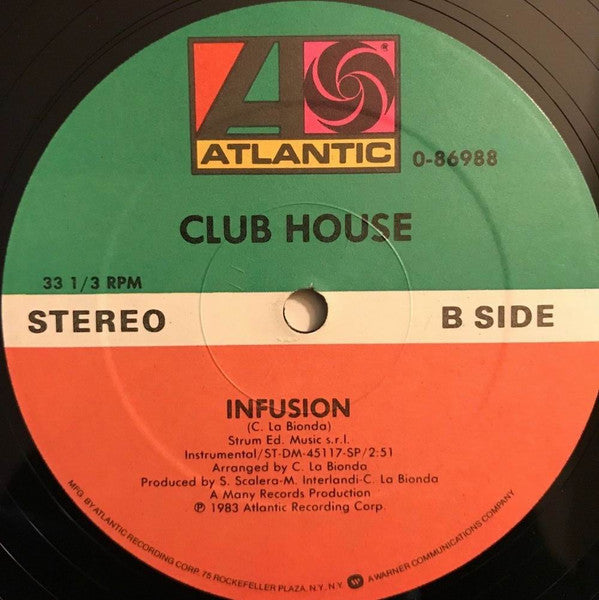 ATLANTIC
®
0-86988
CLUB HOUSE
33 1/3 RPM
STEREO
B SIDE
INFUSION
(C. La Bionda)
Strum Ed. Music s.r.l.
Instrumental/ST-DM-45117-SP/2:51
Arranged by C. La Bionda
Produced by S. Scalera-M. Interlandi-C. La Bionda
A Many Records Production
℗ 1983 Atlantic Recording Corp.
MFG. BY ATLANTIC RECORDING CORP. 75 ROCKEFELLER PLAZA, N.Y. N.Y. A WARNER COMMUNICATIONS COMPANY